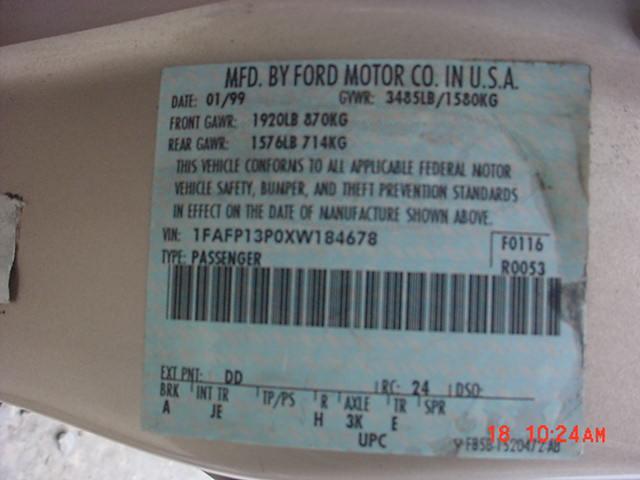 MFD. BY FORD MOTOR CO. IN U.S.A.
DATE: 01/99 GVWR: 3485LB/1580KG
FRONT GAWR: 1920LB 870KG
REAR GAWR: 1576LB 714KG
THIS VEHICLE CONFORMS TO ALL APPLICABLE FEDERAL MOTOR
VEHICLE SAFETY, BUMPER, AND THEFT PREVENTION STANDARDS
IN EFFECT ON THE DATE OF MANUFACTURE SHOWN ABOVE.
VIN: 1FAFP13P0XW184678 F0116
TYPE: PASSENGER R0053
EXT PNT: DD RC: 24 DSO:
BRK INT TR TP/PS R AXLE TR SPR
A JE H 3K E
UPC
18 10:24AM